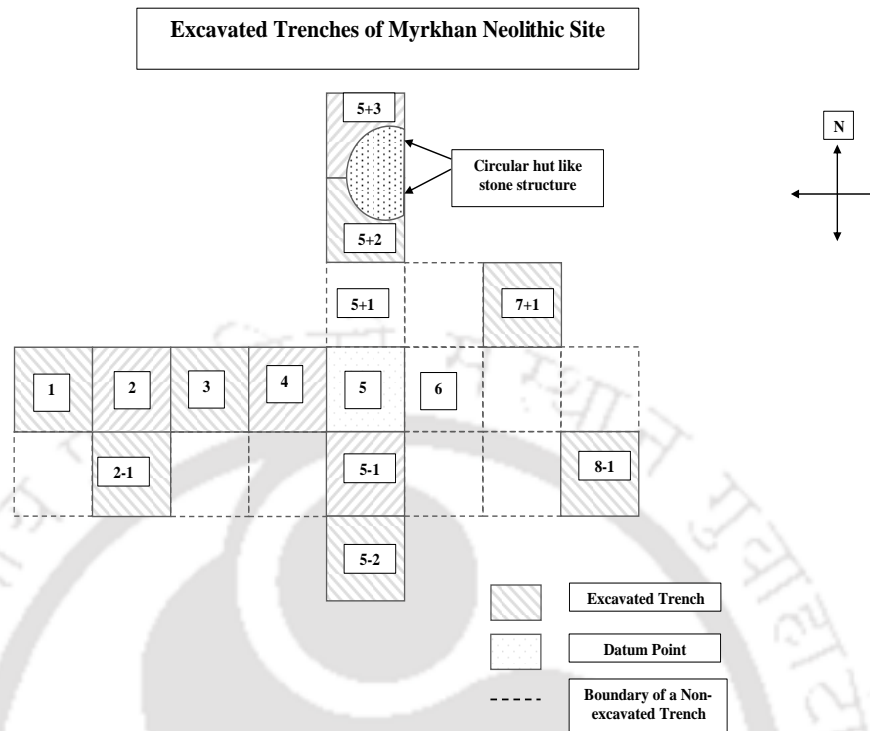 Excavated Trenches of Myrkhan Neolithic Site
5+3
N
Circular hut like
stone structure
5+2
5+1
7+1
1
2
3
4
5
6
2-1
5-1
8-1
5-2
Excavated Trench
Datum Point
Boundary of a Non-
excavated Trench